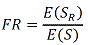 FR = E(S_R) / E(S)